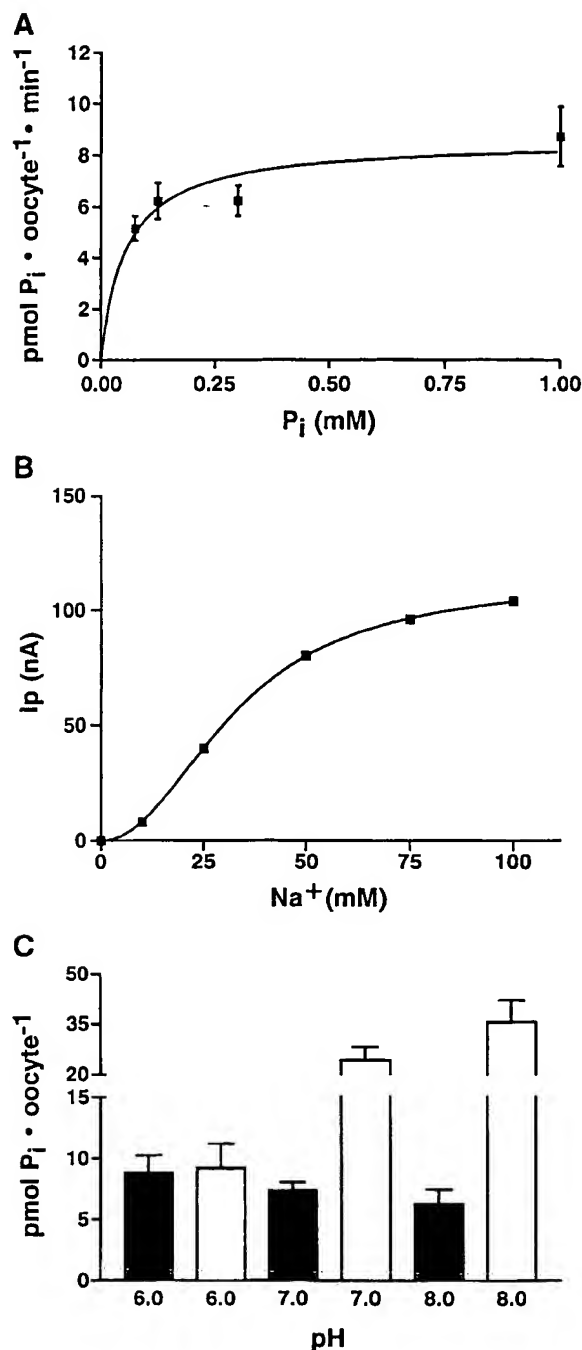 A
pmol Pi • oocyte⁻¹ • min⁻¹
12
10
8
6
4
2
0
0.00 0.25 0.50 0.75 1.00
Pi (mM)
B
Ip (nA)
150
100
50
0
0 25 50 75 100
Na⁺ (mM)
C
pmol Pi • oocyte⁻¹
50
35
20
15
10
5
0
6.0 6.0 7.0 7.0 8.0 8.0
pH